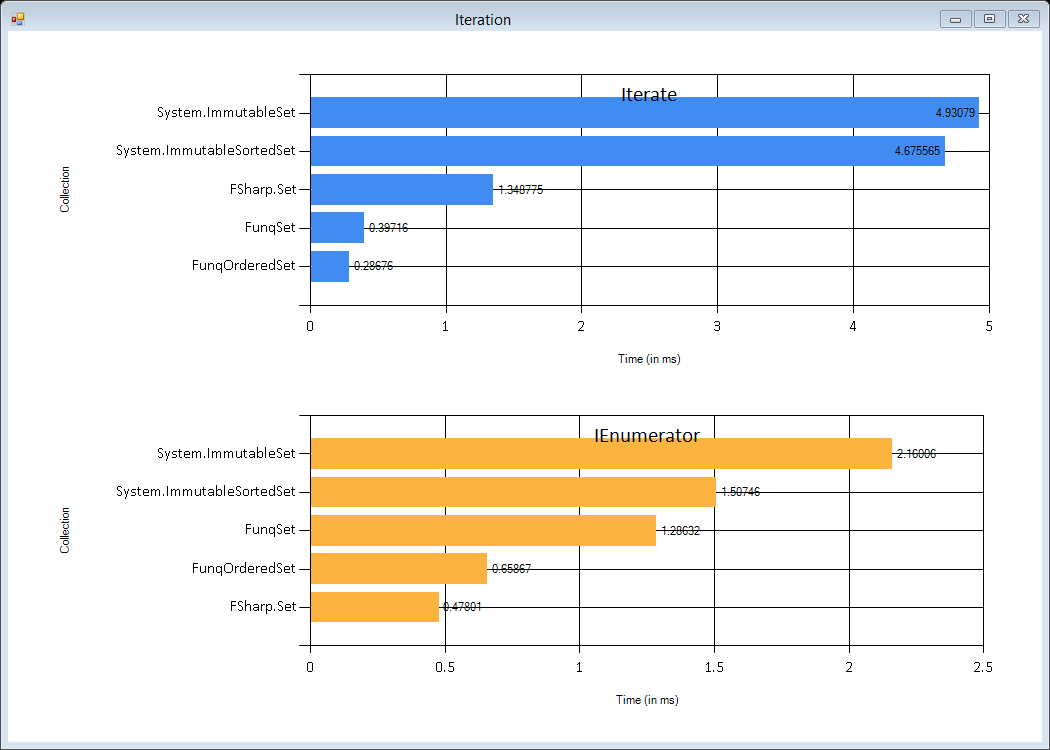 Iteration
Iterate
System.ImmutableSet
4.93079
System.ImmutableSortedSet
4.675565
FSharp.Set
1.348775
FunqSet
0.39716
FunqOrderedSet
0.28676
Collection
0 1 2 3 4 5
Time (in ms)
IEnumerator
System.ImmutableSet
2.16006
System.ImmutableSortedSet
1.50746
FunqSet
1.28632
FunqOrderedSet
0.65867
FSharp.Set
0.47801
Collection
0 0.5 1 1.5 2 2.5
Time (in ms)